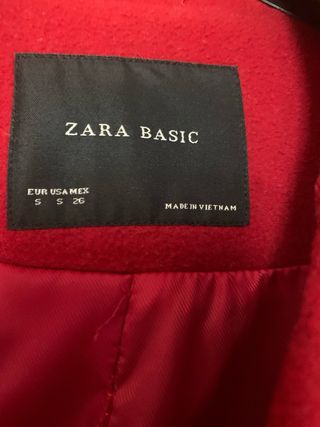 ZARA BASIC
EUR USA MEX
S S 26
MADE IN VIETNAM